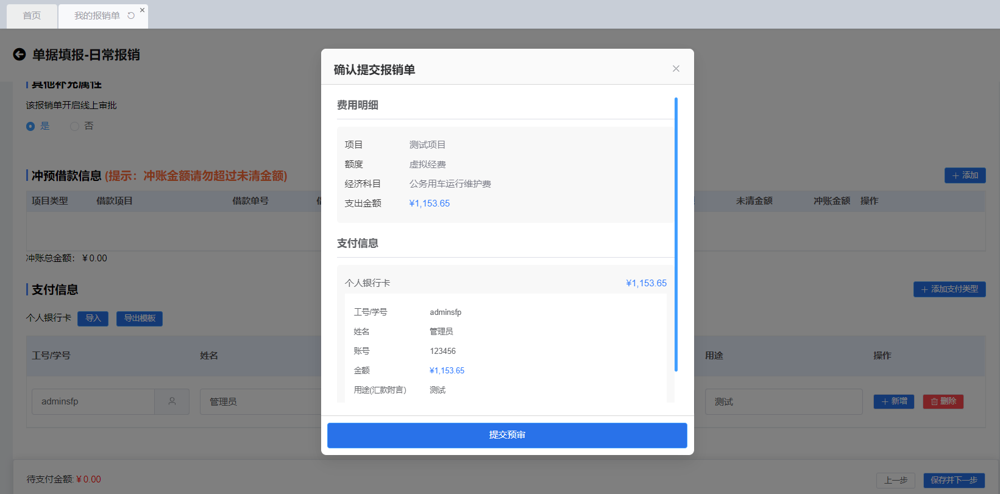 首页
我的报销单
单据填报-日常报销
其他补充属性
该报销单开启线上审批
是 否
冲预借款信息 (提示：冲账金额请勿超过未清金额)
添加
项目类型 借款项目 借款单号 未清金额 冲账金额 操作
冲账总金额： ¥0.00
支付信息
添加支付类型
个人银行卡 导入 导出模板
工号/学号 姓名 用途 操作
adminsfp 管理员 测试 新增 删除
待支付金额: ¥0.00
上一步 保存并下一步
确认提交报销单
费用明细
项目 测试项目
额度 虚拟经费
经济科目 公务用车运行维护费
支出金额 ¥1,153.65
支付信息
个人银行卡 ¥1,153.65
工号/学号 adminsfp
姓名 管理员
账号 123456
金额 ¥1,153.65
用途(汇款附言) 测试
提交预审